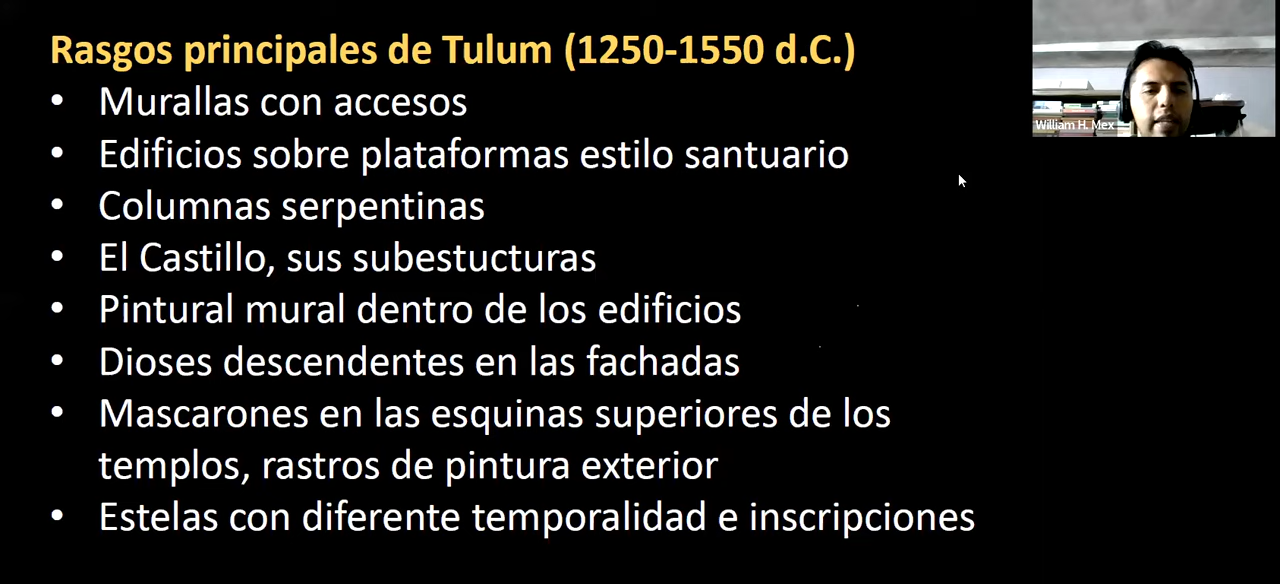 Rasgos principales de Tulum (1250-1550 d.C.)
• Murallas con accesos
• Edificios sobre plataformas estilo santuario
• Columnas serpentinas
• El Castillo, sus subestucturas
• Pintural mural dentro de los edificios
• Dioses descendentes en las fachadas
• Mascarones en las esquinas superiores de los
templos, rastros de pintura exterior
• Estelas con diferente temporalidad e inscripciones
William H. Mex